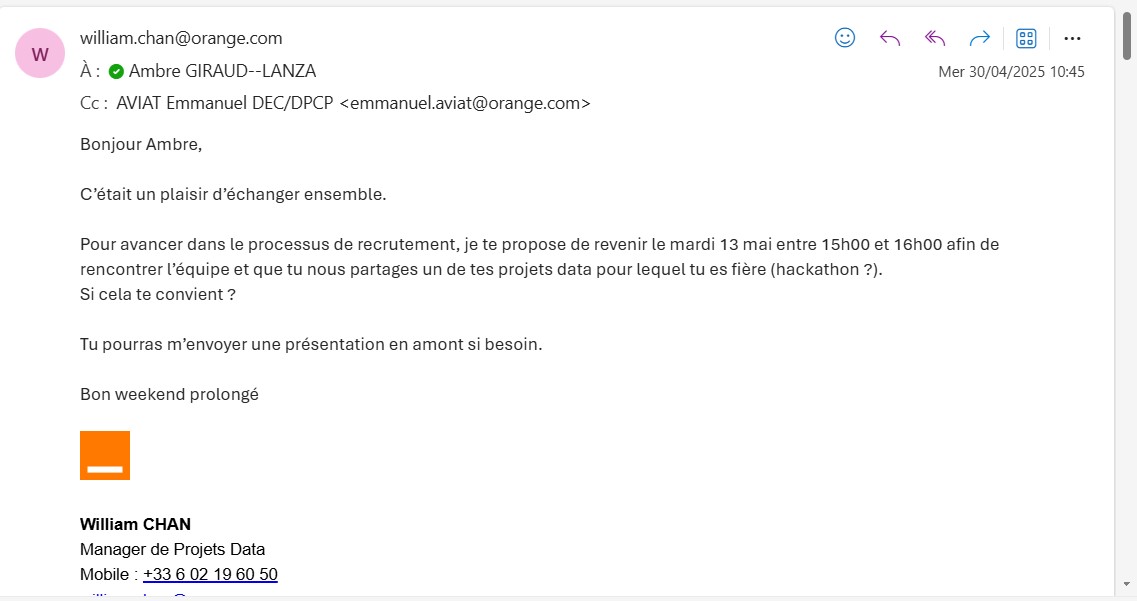 W
william.chan@orange.com
À : Ambre GIRAUD--LANZA
Mer 30/04/2025 10:45
Cc : AVIAT Emmanuel DEC/DPCP <emmanuel.aviat@orange.com>
Bonjour Ambre,
C’était un plaisir d’échanger ensemble.
Pour avancer dans le processus de recrutement, je te propose de revenir le mardi 13 mai entre 15h00 et 16h00 afin de
rencontrer l’équipe et que tu nous partages un de tes projets data pour lequel tu es fière (hackathon ?).
Si cela te convient ?
Tu pourras m’envoyer une présentation en amont si besoin.
Bon weekend prolongé
William CHAN
Manager de Projets Data
Mobile : +33 6 02 19 60 50